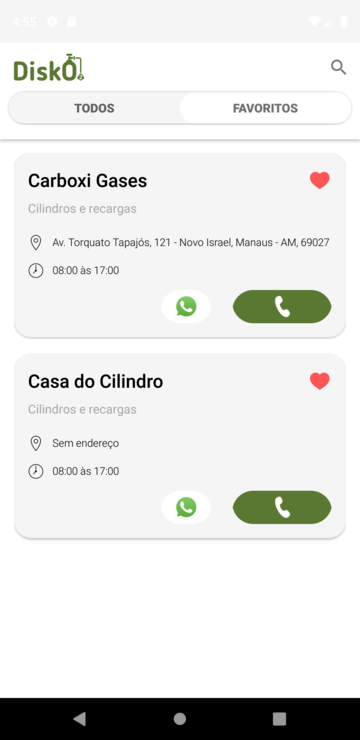 4:55
DiskO2
TODOS
FAVORITOS
Carboxi Gases
Cilindros e recargas
Av. Torquato Tapajós, 121 - Novo Israel, Manaus - AM, 69027
08:00 às 17:00
Casa do Cilindro
Cilindros e recargas
Sem endereço
08:00 às 17:00